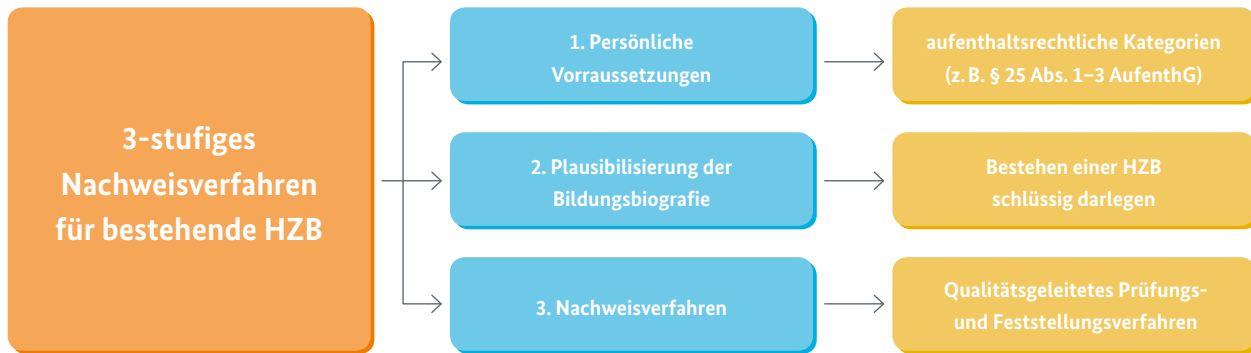 3-stufiges
Nachweisverfahren
für bestehende HZB
1. Persönliche
Vorraussetzungen
aufenthaltsrechtliche Kategorien
(z. B. § 25 Abs. 1–3 AufenthG)
2. Plausibilisierung der
Bildungsbiografie
Bestehen einer HZB
schlüssig darlegen
3. Nachweisverfahren
Qualitätsgeleitetes Prüfungs-
und Feststellungsverfahren